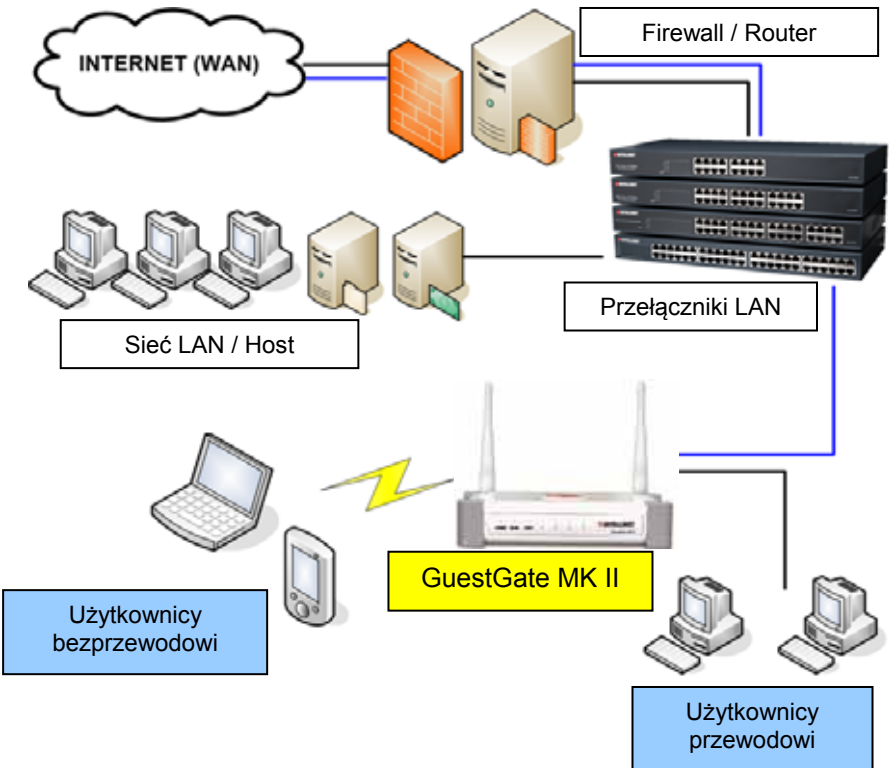 INTERNET (WAN)
Firewall / Router
Przełączniki LAN
Sieć LAN / Host
GuestGate MK II
Użytkownicy
bezprzewodowi
Użytkownicy
przewodowi